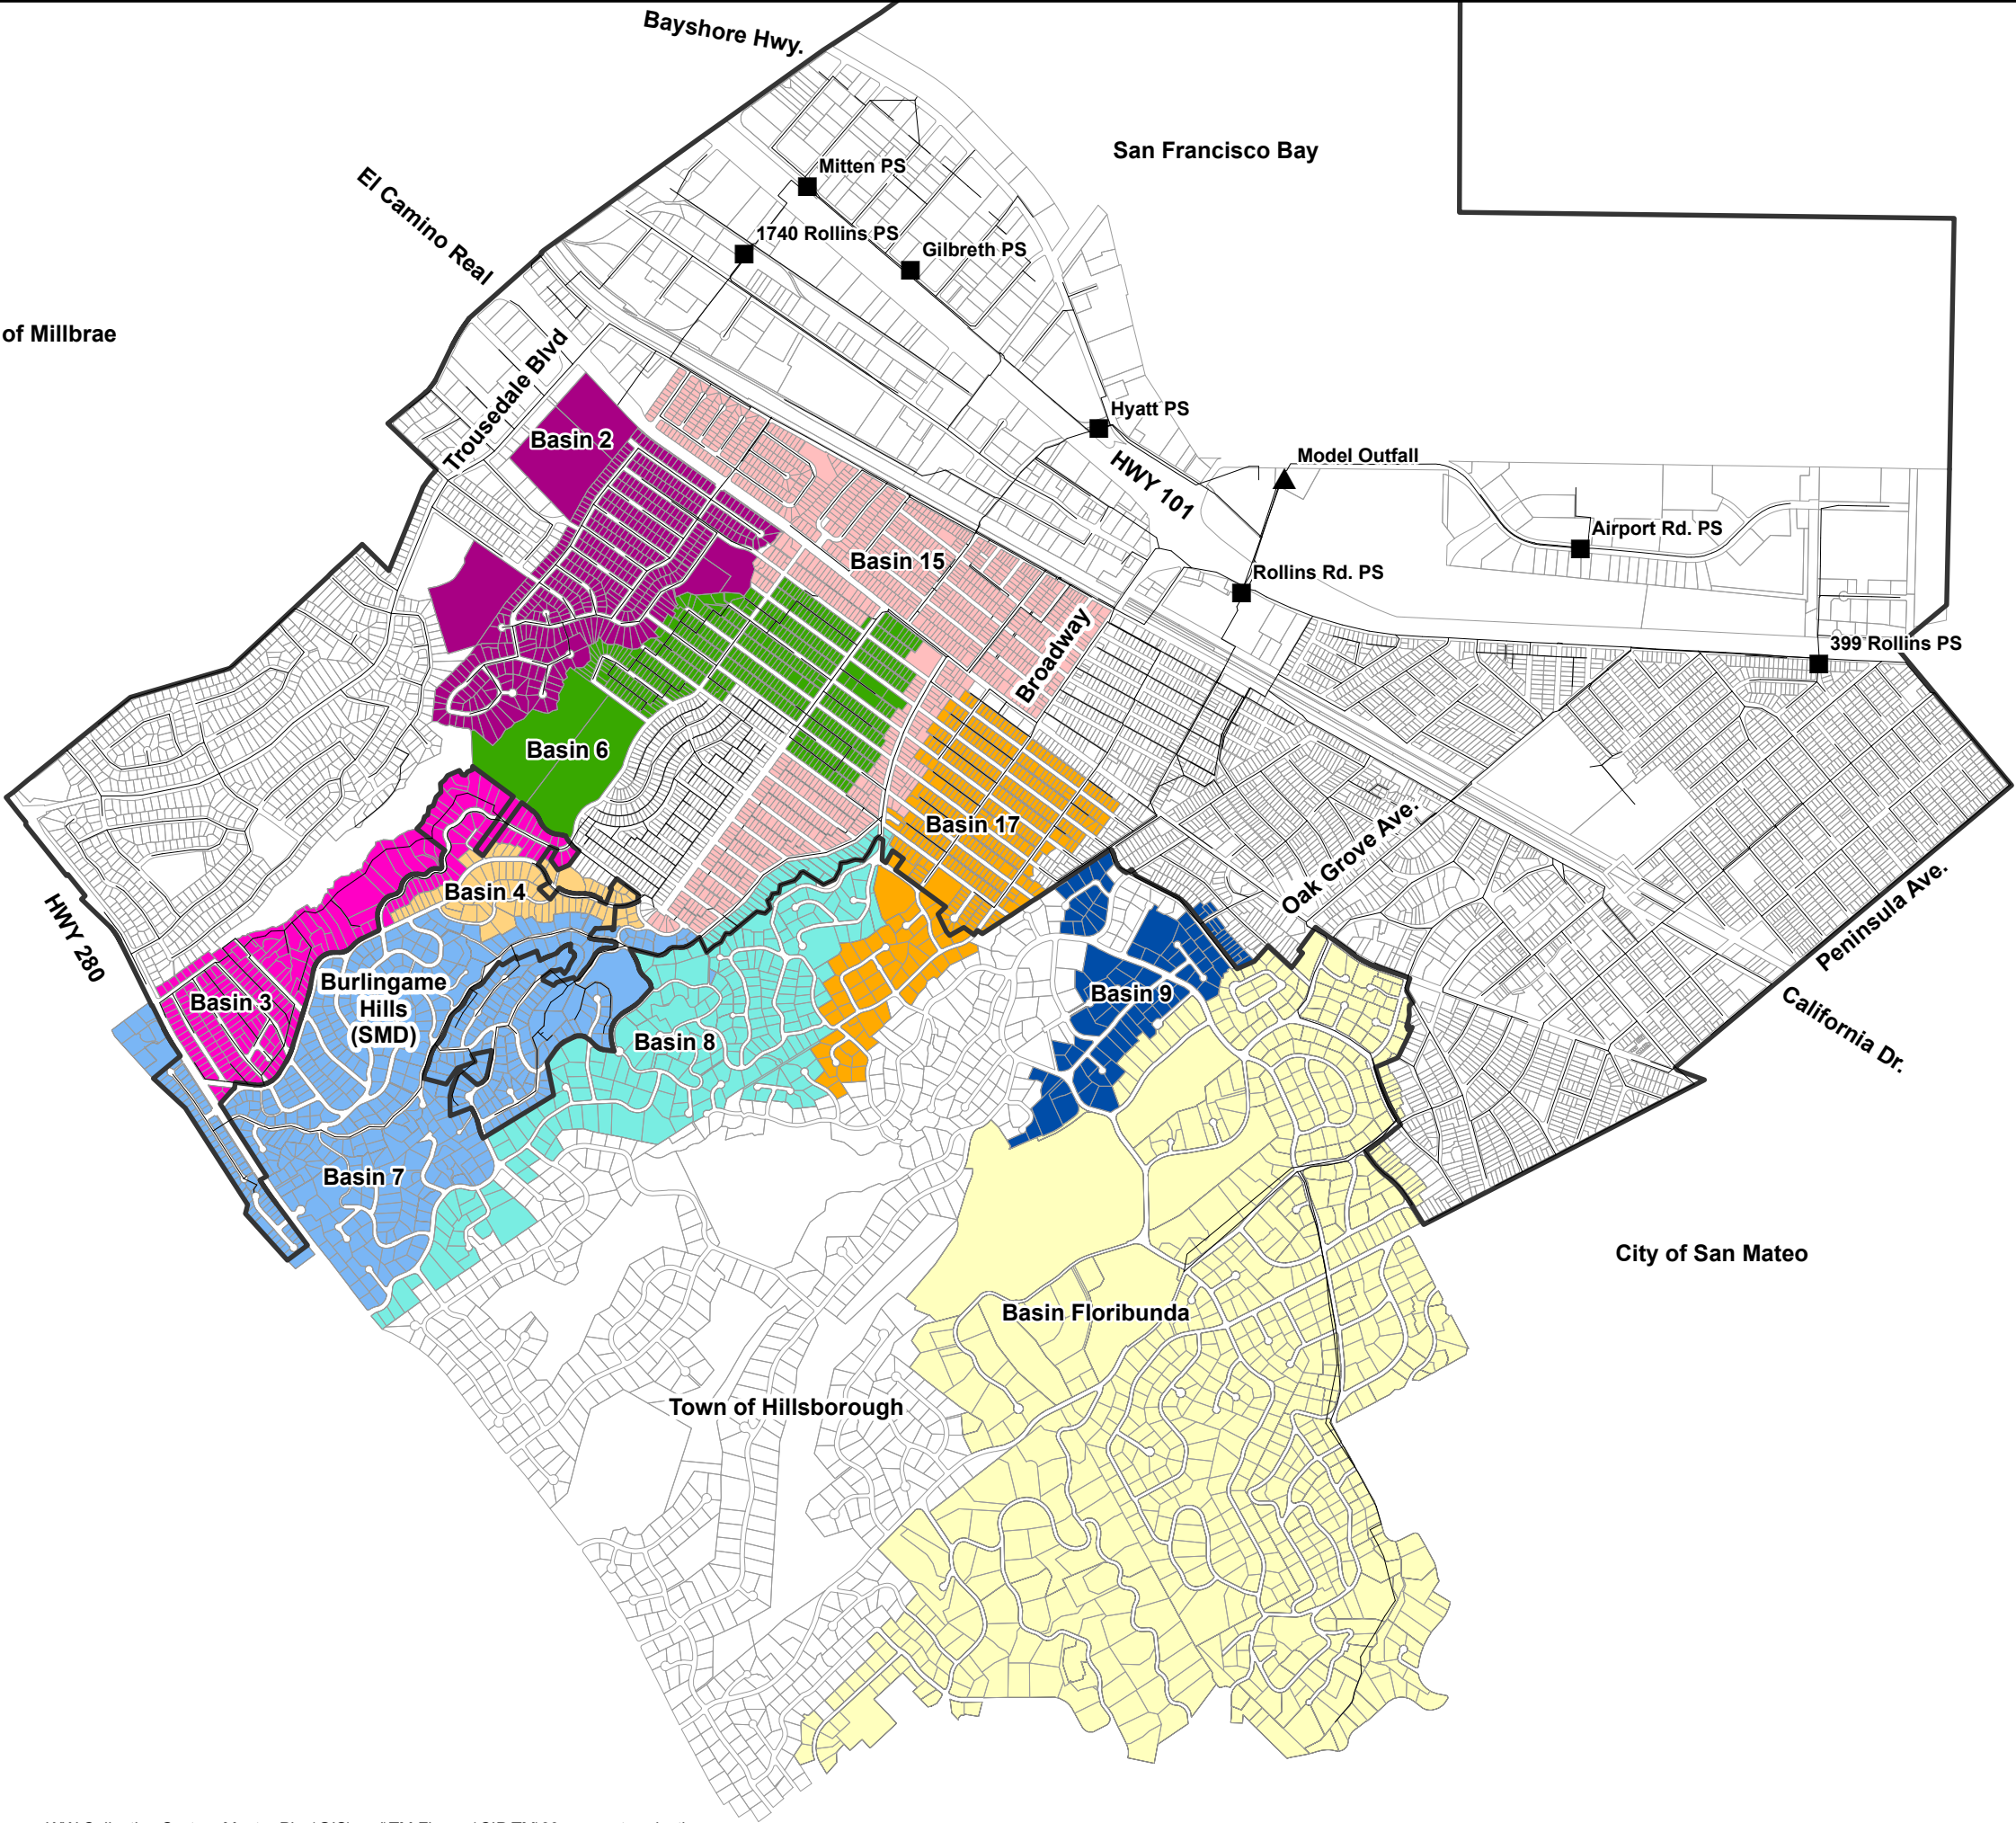 Bayshore Hwy.
San Francisco Bay
Mitten PS
El Camino Real
1740 Rollins PS
Gilbreth PS
of Millbrae
Trousedale Blvd
Hyatt PS
Basin 2
Model Outfall
HWY 101
Airport Rd. PS
Basin 15
Rollins Rd. PS
Broadway
399 Rollins PS
Basin 6
Basin 17
Oak Grove Ave.
Basin 4
Peninsula Ave.
HWY 280
Burlingame
Hills
(SMD)
Basin 3
Basin 9
California Dr.
Basin 8
Basin 7
City of San Mateo
Basin Floribunda
Town of Hillsborough